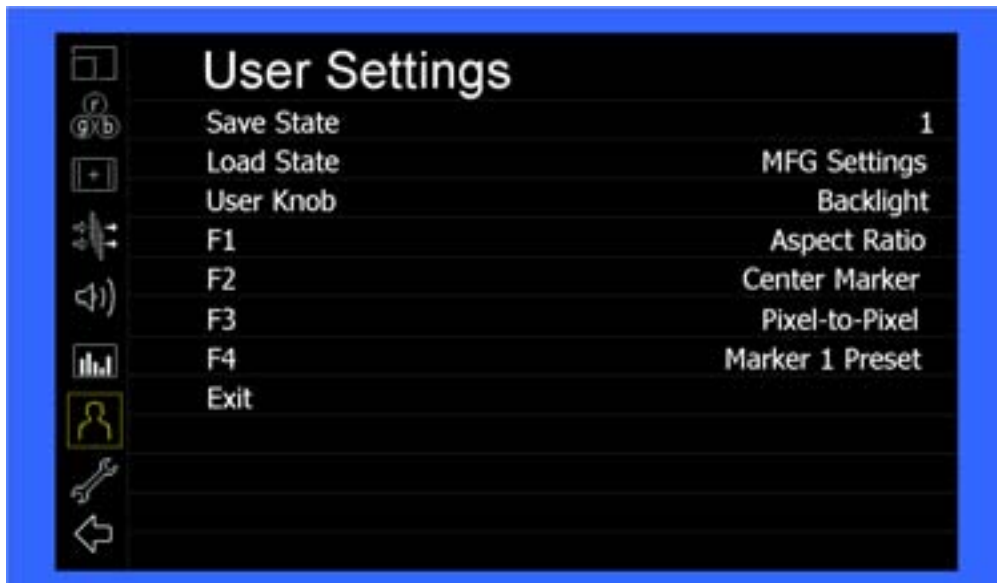 User Settings
Save State 1
Load State MFG Settings
User Knob Backlight
F1 Aspect Ratio
F2 Center Marker
F3 Pixel-to-Pixel
F4 Marker 1 Preset
Exit
r
g b